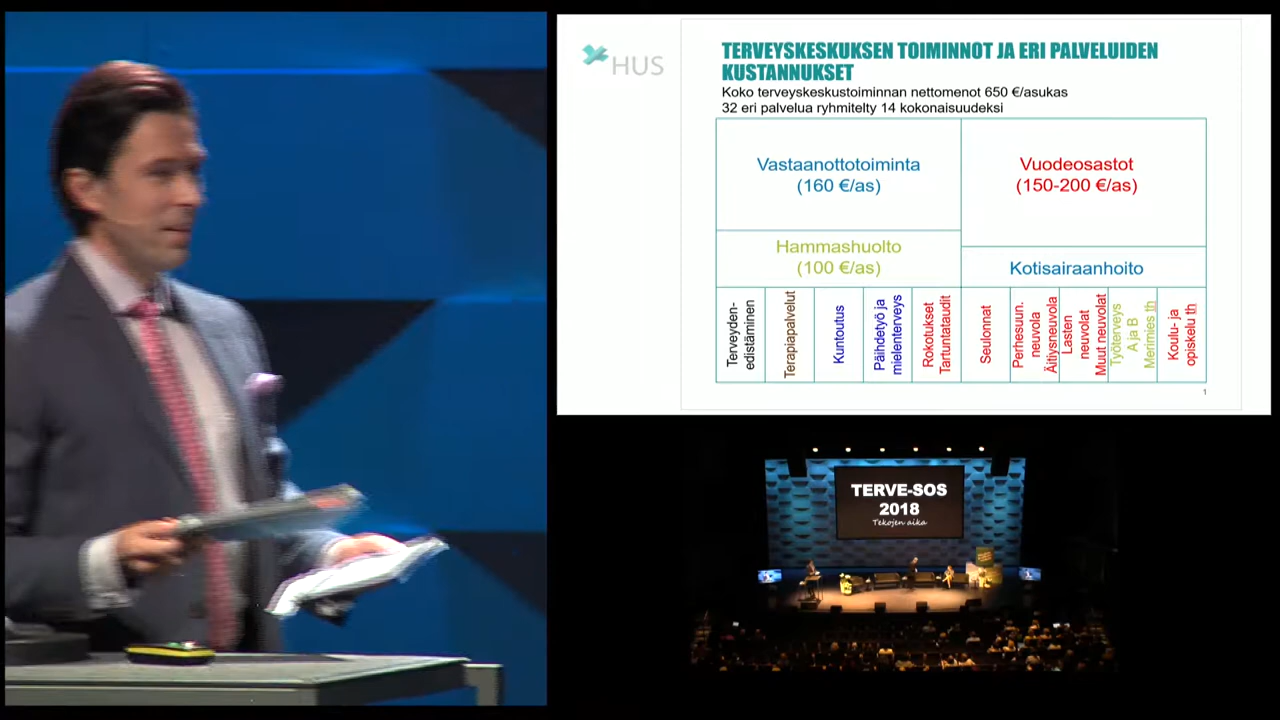 HUS
TERVEYSKESKUKSEN TOIMINNOT JA ERI PALVELUIDEN
KUSTANNUKSET
Koko terveyskeskustoiminnan nettomenot 650 €/asukas
32 eri palvelua ryhmitelty 14 kokonaisuudeksi
Vastaanottotoiminta
(160 €/as)
Vuodeosastot
(150-200 €/as)
Hammashuolto
(100 €/as)
Kotisairaanhoito
Terveyden-
edistäminen
Terapiapalvelut
Kuntoutus
Päihdetyö ja
mielenterveys
Rokotukset
Tartuntataudit
Seulonnat
Perhesuun.
neuvola
Äitiysneuvola
Lasten
neuvolat
Muut neuvolat
Työterveys
A ja B
Merimies th
Koulu- ja
opiskelu th
1
TERVE-SOS
2018
Tekojen aika